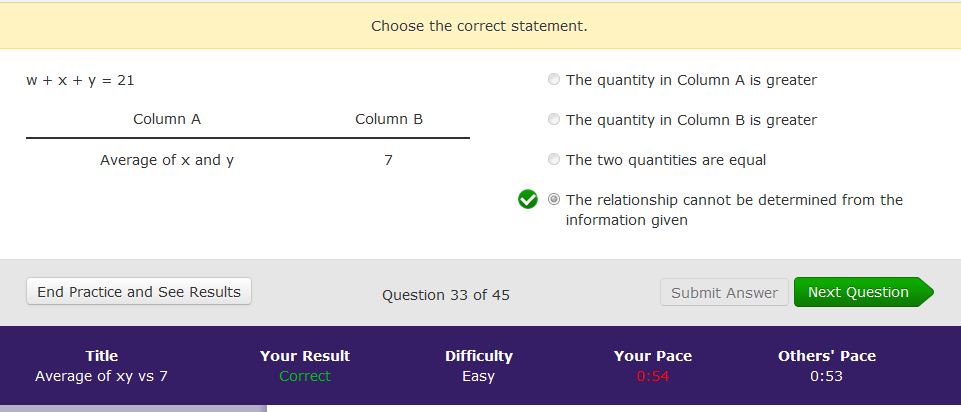 Choose the correct statement.
w + x + y = 21
Column A Column B
Average of x and y 7
The quantity in Column A is greater
The quantity in Column B is greater
The two quantities are equal
The relationship cannot be determined from the
information given
End Practice and See Results
Question 33 of 45
Submit Answer
Next Question
Title Your Result Difficulty Your Pace Others' Pace
Average of xy vs 7 Correct Easy 0:54 0:53